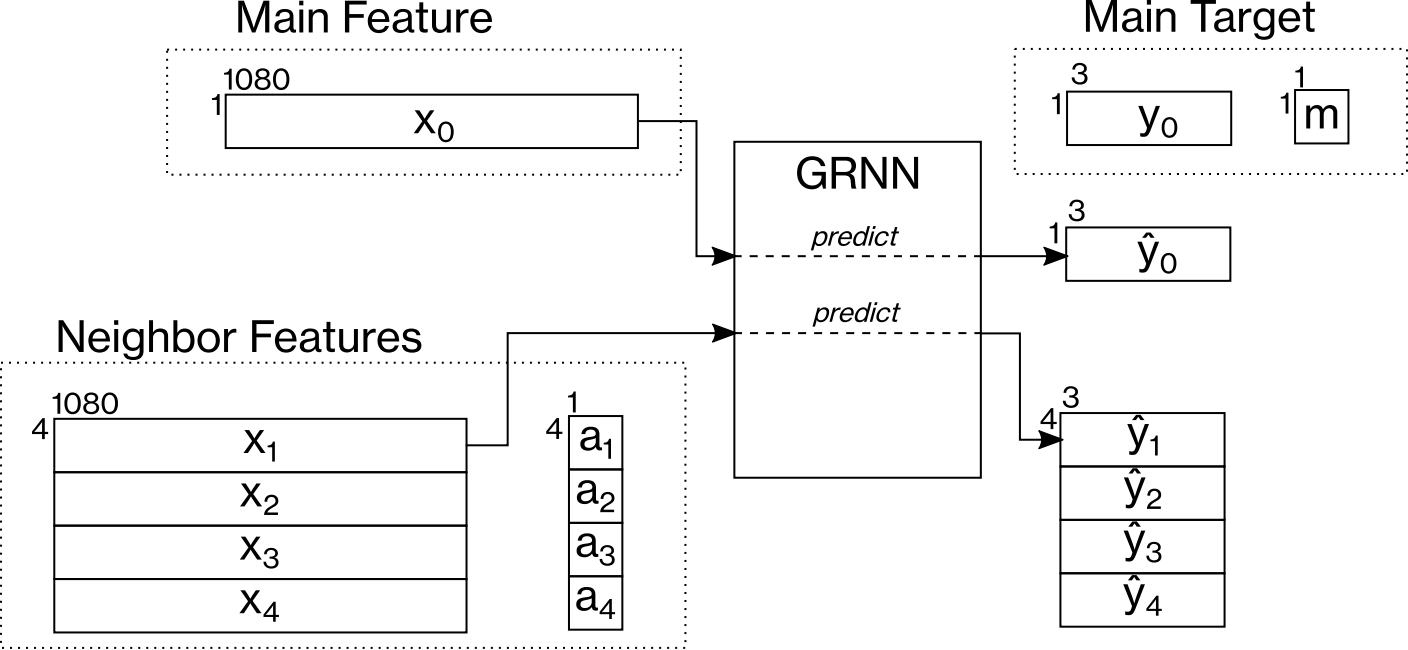 Main Feature
1080
1
x₀
Main Target
3
1
y₀
1
1
m
GRNN
predict
predict
3
1
ŷ₀
Neighbor Features
1080
4
x₁
x₂
x₃
x₄
1
4
a₁
a₂
a₃
a₄
3
4
ŷ₁
ŷ₂
ŷ₃
ŷ₄